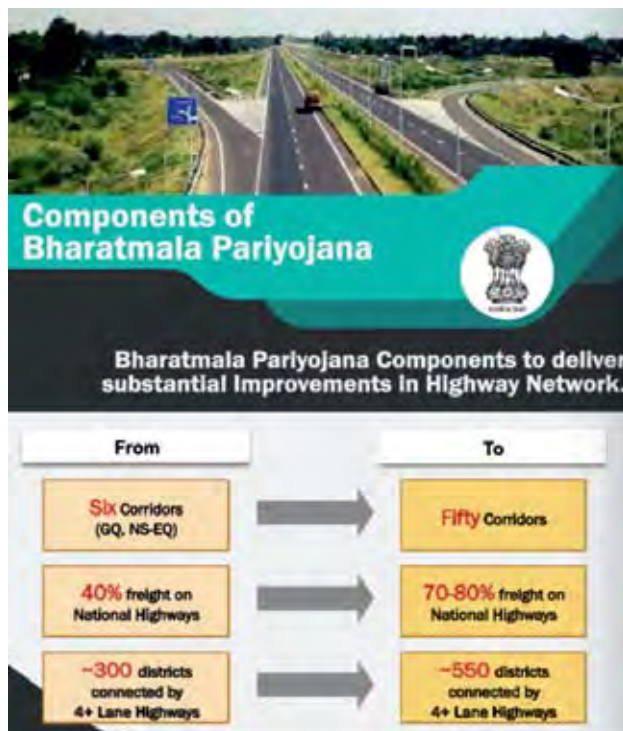 Components of
Bharatmala Pariyojana
Bharatmala Pariyojana Components to deliver
substantial Improvements in Highway Network.
From
To
Six Corridors
(GQ, NS-EQ)
Fifty Corridors
40% freight on
National Highways
70-80% freight on
National Highways
~300 districts
connected by
4+ Lane Highways
~550 districts
connected by
4+ Lane Highways